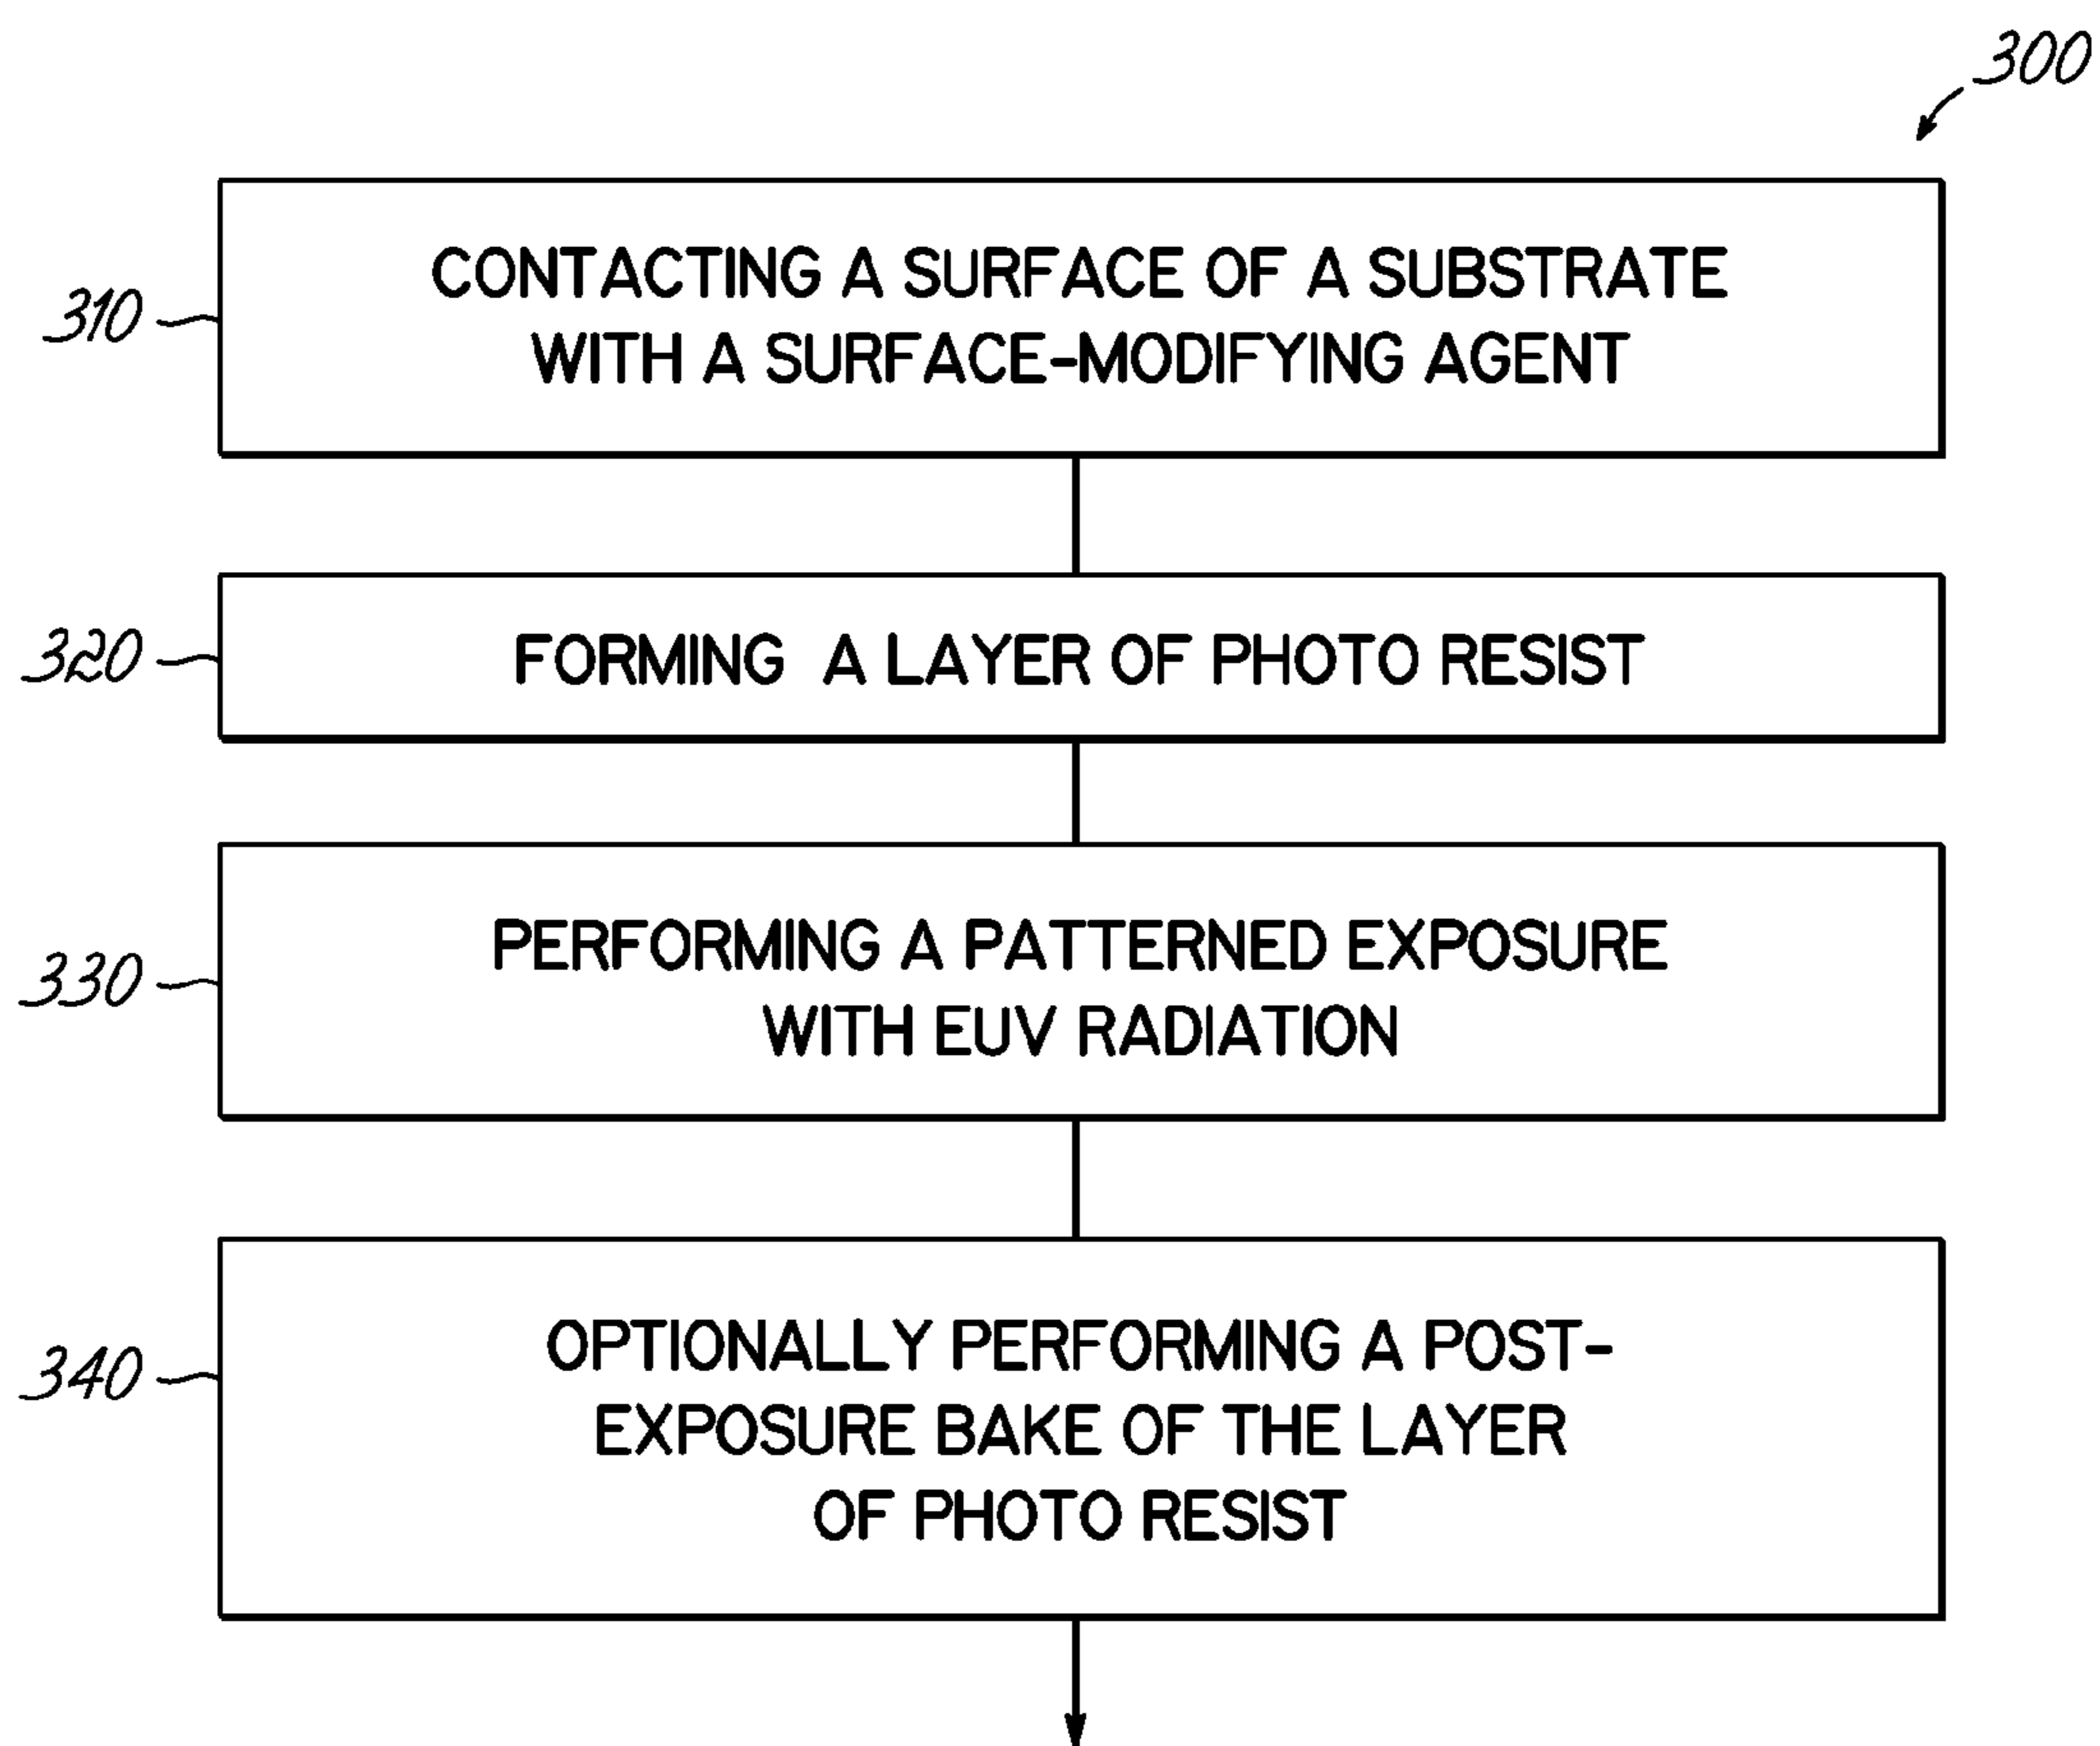 300
310
CONTACTING A SURFACE OF A SUBSTRATE
WITH A SURFACE-MODIFYING AGENT
320
FORMING A LAYER OF PHOTO RESIST
330
PERFORMING A PATTERNED EXPOSURE
WITH EUV RADIATION
340
OPTIONALLY PERFORMING A POST-
EXPOSURE BAKE OF THE LAYER
OF PHOTO RESIST